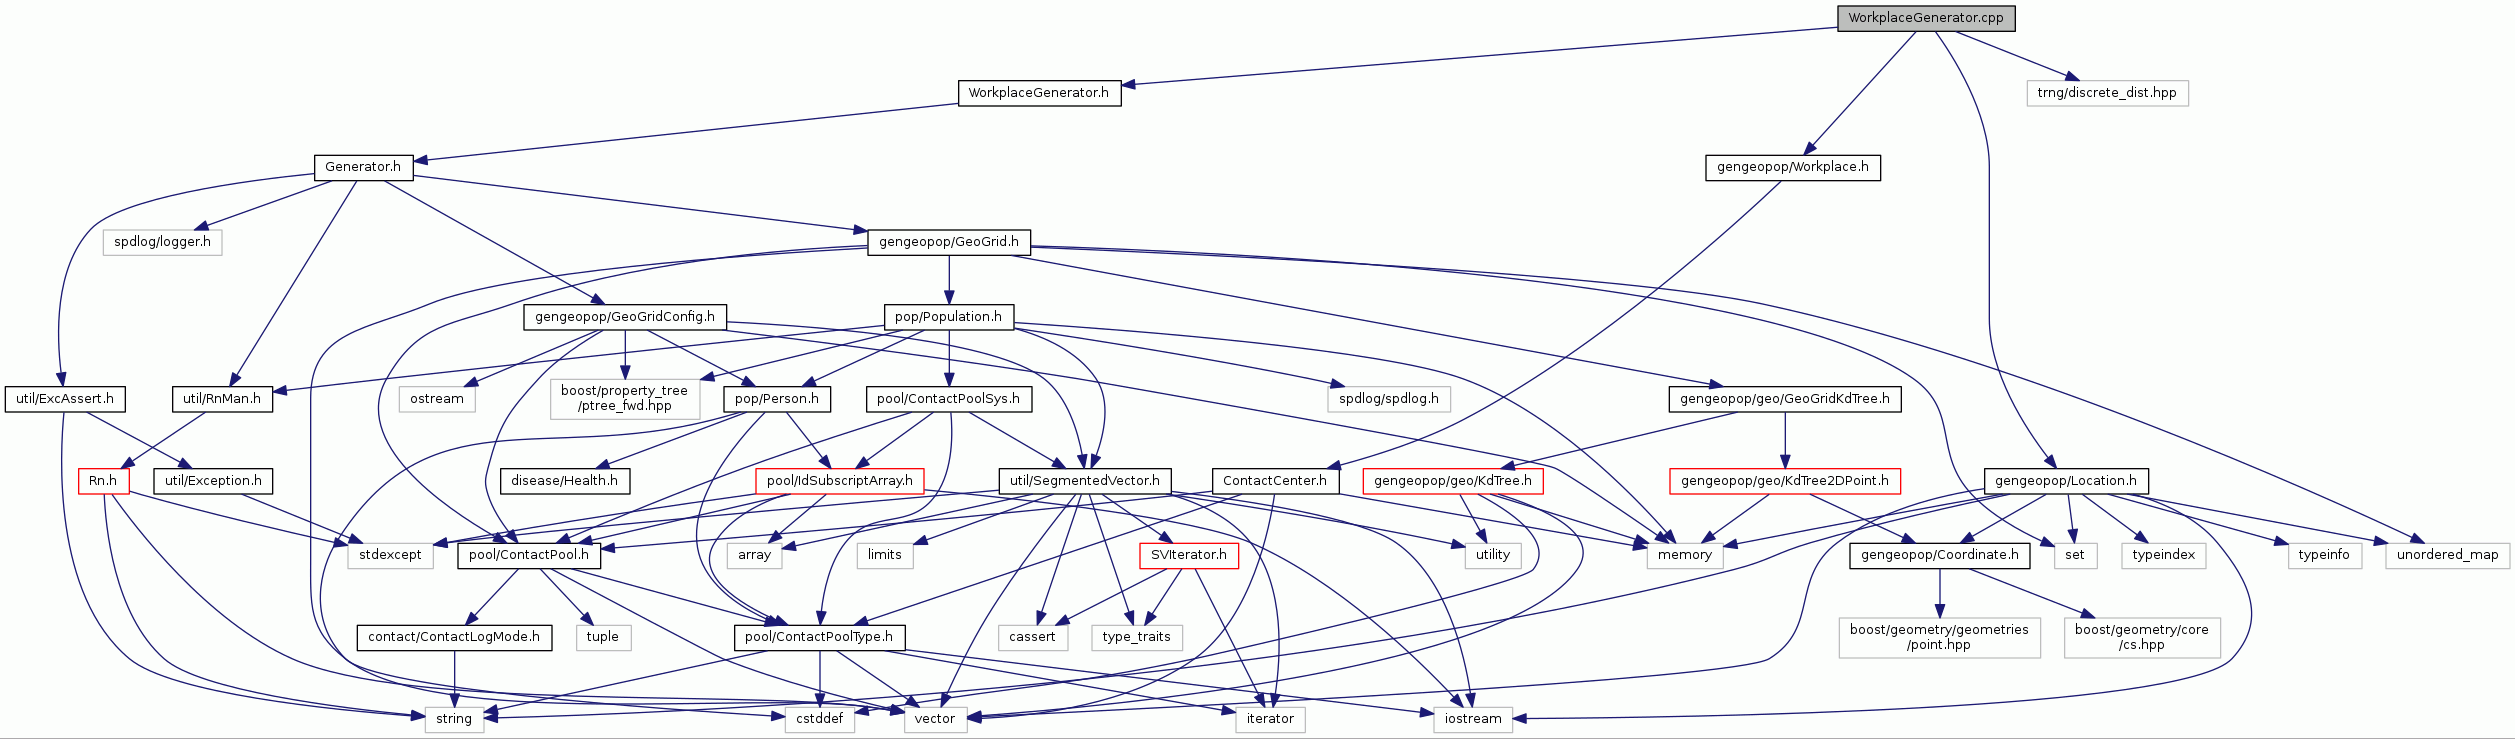 WorkplaceGenerator.cpp
WorkplaceGenerator.h
trng/discrete_dist.hpp
Generator.h
gengeopop/Workplace.h
spdlog/logger.h
gengeopop/GeoGrid.h
gengeopop/GeoGridConfig.h
pop/Population.h
util/ExcAssert.h
util/RnMan.h
ostream
boost/property_tree
/ptree_fwd.hpp
pop/Person.h
pool/ContactPoolSys.h
spdlog/spdlog.h
gengeopop/geo/GeoGridKdTree.h
Rn.h
util/Exception.h
disease/Health.h
pool/IdSubscriptArray.h
util/SegmentedVector.h
ContactCenter.h
gengeopop/geo/KdTree.h
gengeopop/geo/KdTree2DPoint.h
gengeopop/Location.h
stdexcept
pool/ContactPool.h
array
limits
SVIterator.h
utility
memory
gengeopop/Coordinate.h
set
typeindex
typeinfo
unordered_map
contact/ContactLogMode.h
tuple
pool/ContactPoolType.h
cassert
type_traits
boost/geometry/geometries
/point.hpp
boost/geometry/core
/cs.hpp
string
cstddef
vector
iterator
iostream